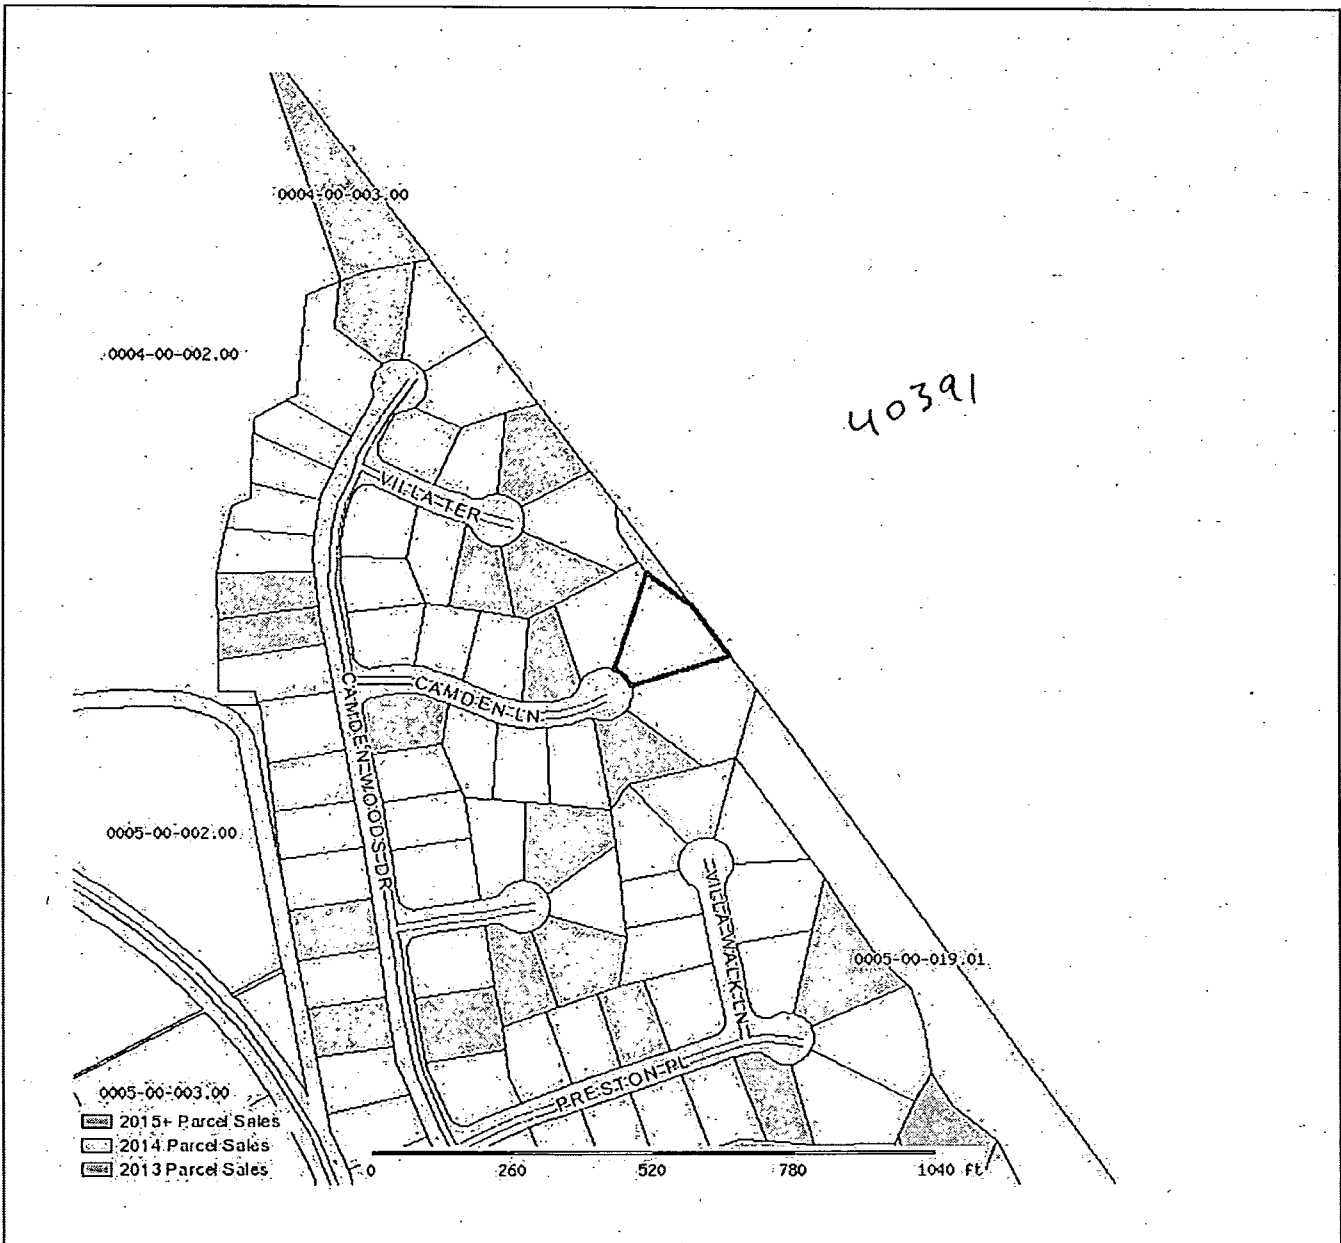 0004-00-003.00
0004-00-002.00
40391
VILLA TER
CAMDEN LN
CAMDEN WOODS DR
0005-00-002.00
VILLA WALK LN
0005-00-019.01
PRESTON PL
0005-00-003.00
2015+ Parcel Sales
2014 Parcel Sales
2013 Parcel Sales
0 260 520 780 1040 ft